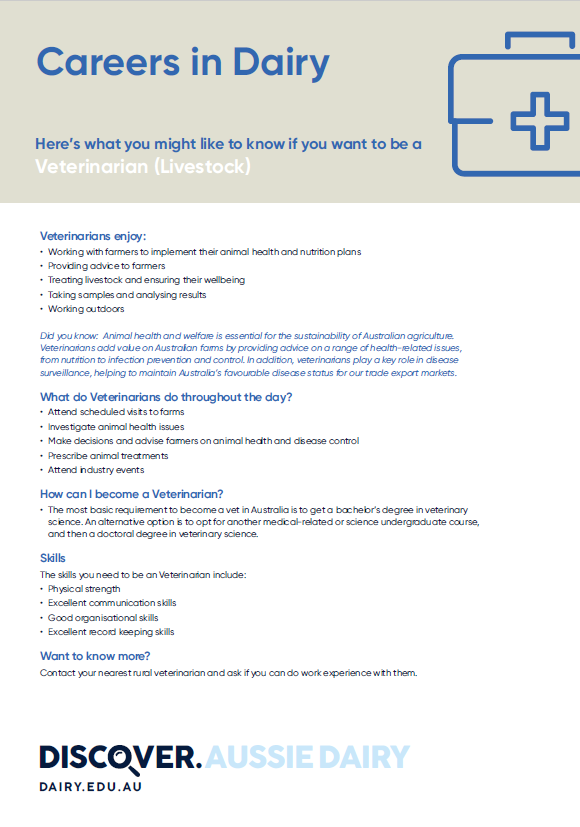 Careers in Dairy
Here's what you might like to know if you want to be a
Veterinarian (Livestock)
Veterinarians enjoy:
• Working with farmers to implement their animal health and nutrition plans
• Providing advice to farmers
• Treating livestock and ensuring their wellbeing
• Taking samples and analysing results
• Working outdoors
Did you know: Animal health and welfare is essential for the sustainability of Australian agriculture.
Veterinarians add value on Australian farms by providing advice on a range of health-related issues,
from nutrition to infection prevention and control. In addition, veterinarians play a key role in disease
surveillance, helping to maintain Australia's favourable disease status for our trade export markets.
What do Veterinarians do throughout the day?
• Attend scheduled visits to farms
• Investigate animal health issues
• Make decisions and advise farmers on animal health and disease control
• Prescribe animal treatments
• Attend industry events
How can I become a Veterinarian?
• The most basic requirement to become a vet in Australia is to get a bachelor's degree in veterinary
science. An alternative option is to opt for another medical-related or science undergraduate course,
and then a doctoral degree in veterinary science.
Skills
The skills you need to be an Veterinarian include:
• Physical strength
• Excellent communication skills
• Good organisational skills
• Excellent record keeping skills
Want to know more?
Contact your nearest rural veterinarian and ask if you can do work experience with them.
DISCOVER. AUSSIE DAIRY
DAIRY.EDU.AU